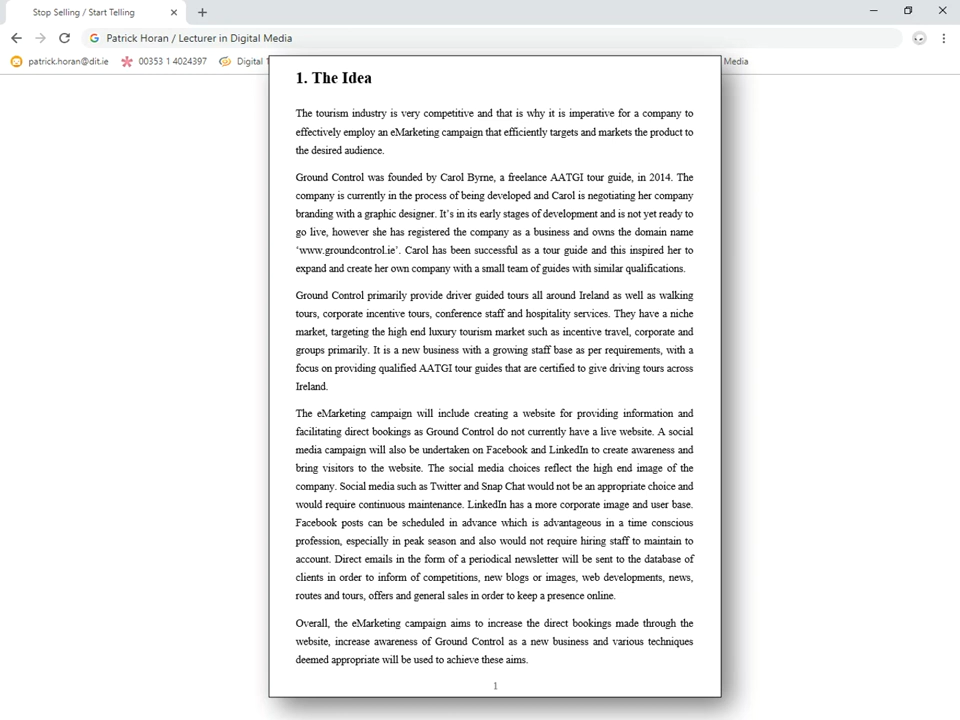 Stop Selling / Start Telling
Patrick Horan / Lecturer in Digital Media
patrick.horan@dit.ie
00353 1 4024397
Digital
Media
1. The Idea
The tourism industry is very competitive and that is why it is imperative for a company to
effectively employ an eMarketing campaign that efficiently targets and markets the product to
the desired audience.
Ground Control was founded by Carol Byrne, a freelance AATGI tour guide, in 2014. The
company is currently in the process of being developed and Carol is negotiating her company
branding with a graphic designer. It's in its early stages of development and is not yet ready to
go live, however she has registered the company as a business and owns the domain name
‘www.groundcontrol.ie’. Carol has been successful as a tour guide and this inspired her to
expand and create her own company with a small team of guides with similar qualifications.
Ground Control primarily provide driver guided tours all around Ireland as well as walking
tours, corporate incentive tours, conference staff and hospitality services. They have a niche
market, targeting the high end luxury tourism market such as incentive travel, corporate and
groups primarily. It is a new business with a growing staff base as per requirements, with a
focus on providing qualified AATGI tour guides that are certified to give driving tours across
Ireland.
The eMarketing campaign will include creating a website for providing information and
facilitating direct bookings as Ground Control do not currently have a live website. A social
media campaign will also be undertaken on Facebook and LinkedIn to create awareness and
bring visitors to the website. The social media choices reflect the high end image of the
company. Social media such as Twitter and Snap Chat would not be an appropriate choice and
would require continuous maintenance. LinkedIn has a more corporate image and user base.
Facebook posts can be scheduled in advance which is advantageous in a time conscious
profession, especially in peak season and also would not require hiring staff to maintain to
account. Direct emails in the form of a periodical newsletter will be sent to the database of
clients in order to inform of competitions, new blogs or images, web developments, news,
routes and tours, offers and general sales in order to keep a presence online.
Overall, the eMarketing campaign aims to increase the direct bookings made through the
website, increase awareness of Ground Control as a new business and various techniques
deemed appropriate will be used to achieve these aims.
1